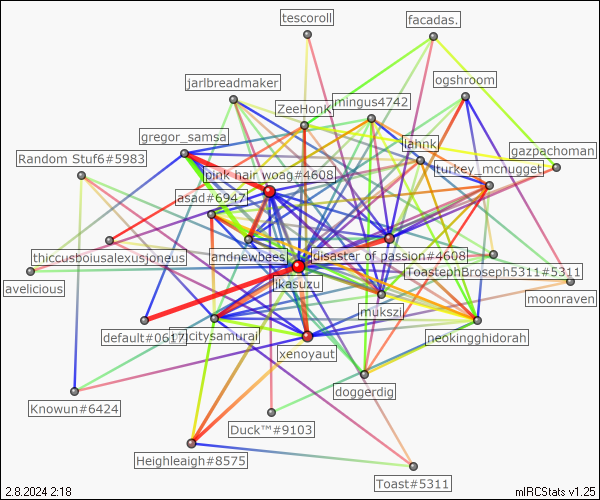 tescoroll
facadas.
jarlbreadmaker
ogshroom
ZeeHonK
mingus4742
gregor_samsa
lahnk
gazpachoman
Random Stuf6#5983
pink hair woag#4608
turkey_mcnugget
asad#6947
thiccusboiusalexusjoneus
andnewbees
disaster of passion#4608
ToastephBroseph5311#5311
avelicious
jkasuzu
moonraven
mukszi
default#0617
citysamurai
neokingghidorah
xenoyaut
doggerdig
Knowun#6424
Duck™#9103
Heighleaigh#8575
Toast#5311
2.8.2024 2:18
mIRCStats v1.25